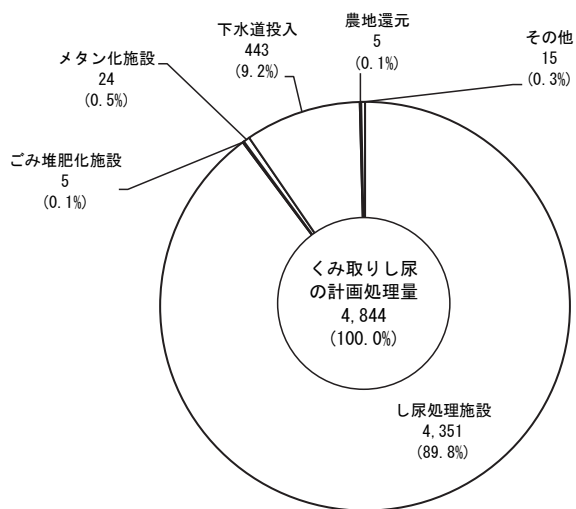 下水道投入
443
(9.2%)
農地還元
5
(0.1%)
その他
15
(0.3%)
メタン化施設
24
(0.5%)
ごみ堆肥化施設
5
(0.1%)
くみ取りし尿
の計画処理量
4,844
(100.0%)
し尿処理施設
4,351
(89.8%)